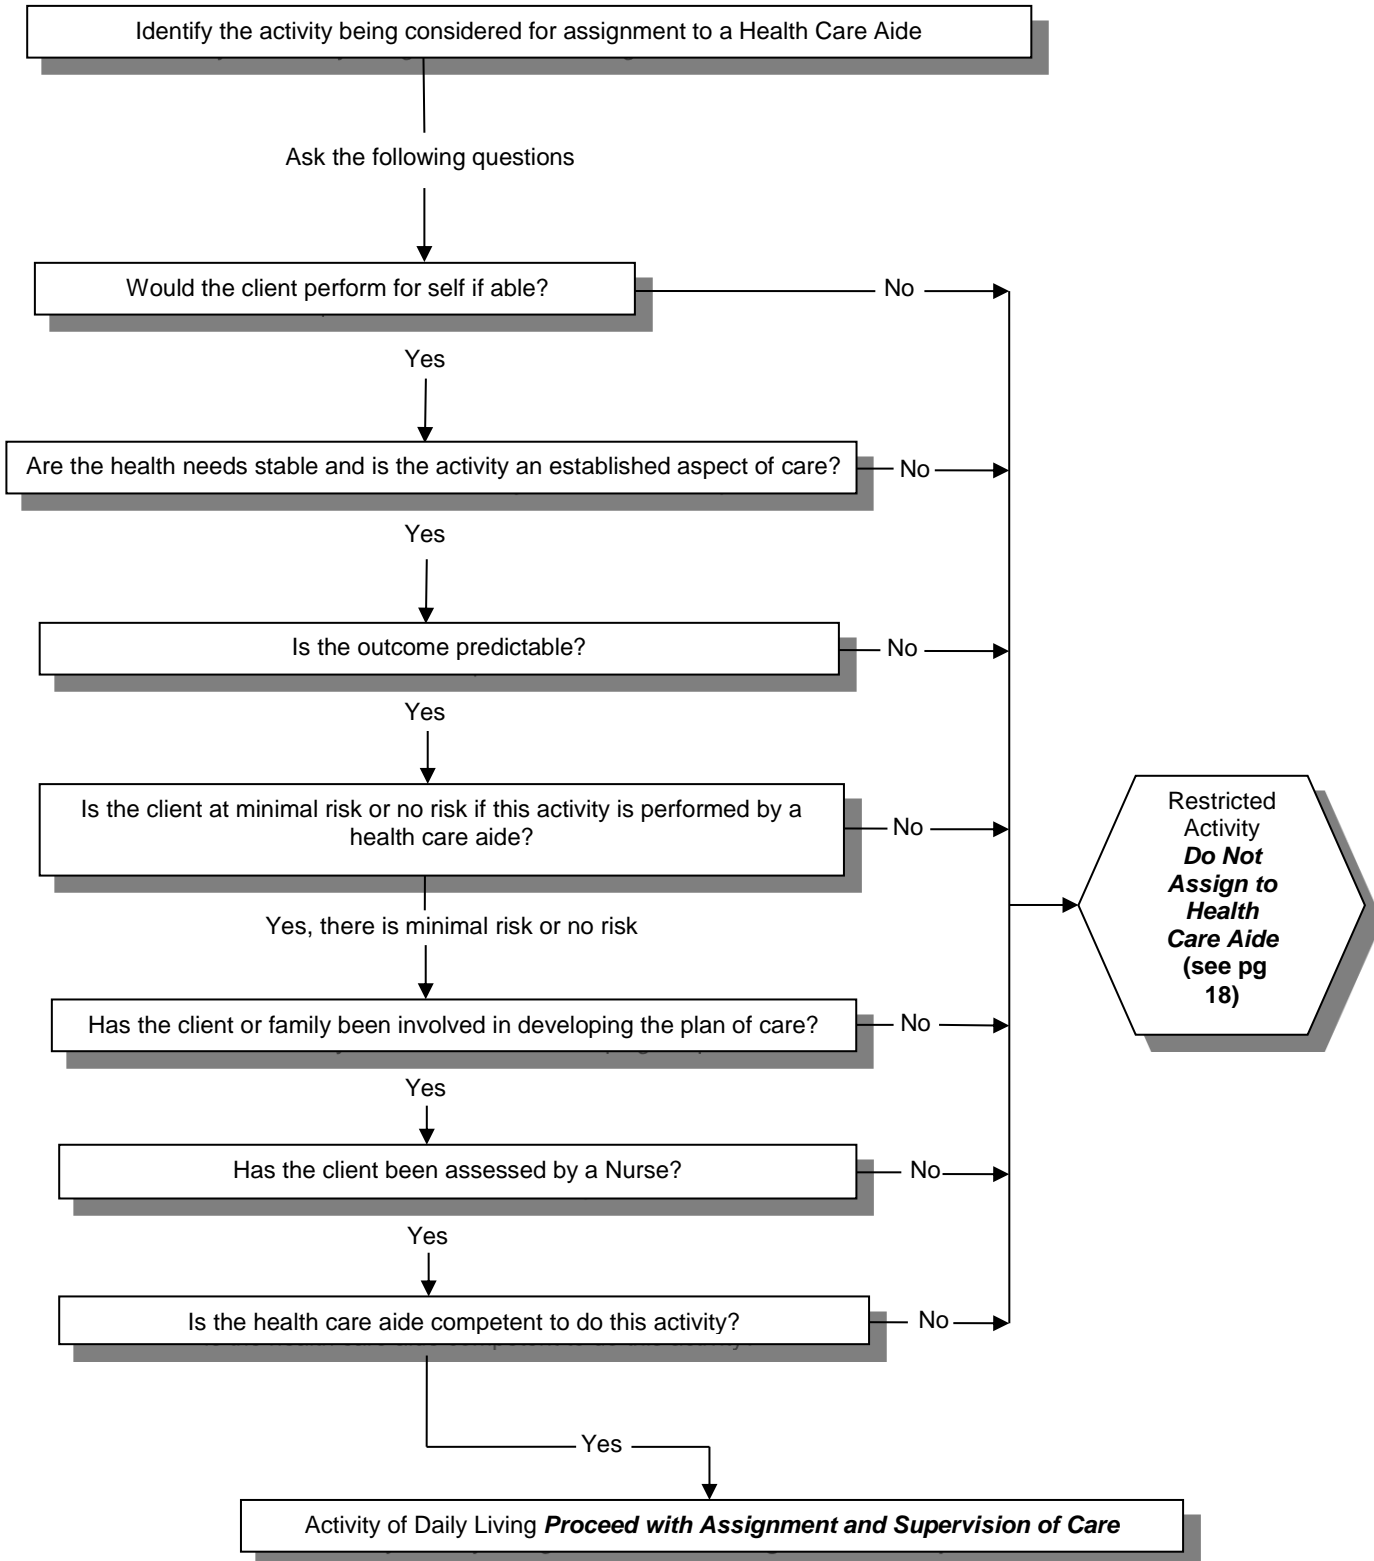 Identify the activity being considered for assignment to a Health Care Aide
Ask the following questions
Would the client perform for self if able?
No
Yes
Are the health needs stable and is the activity an established aspect of care?
No
Yes
Is the outcome predictable?
No
Yes
Is the client at minimal risk or no risk if this activity is performed by a
health care aide?
No
Yes, there is minimal risk or no risk
Has the client or family been involved in developing the plan of care?
No
Yes
Has the client been assessed by a Nurse?
No
Yes
Is the health care aide competent to do this activity?
No
Yes
Activity of Daily Living Proceed with Assignment and Supervision of Care
Restricted
Activity
Do Not
Assign to
Health
Care Aide
(see pg
18)